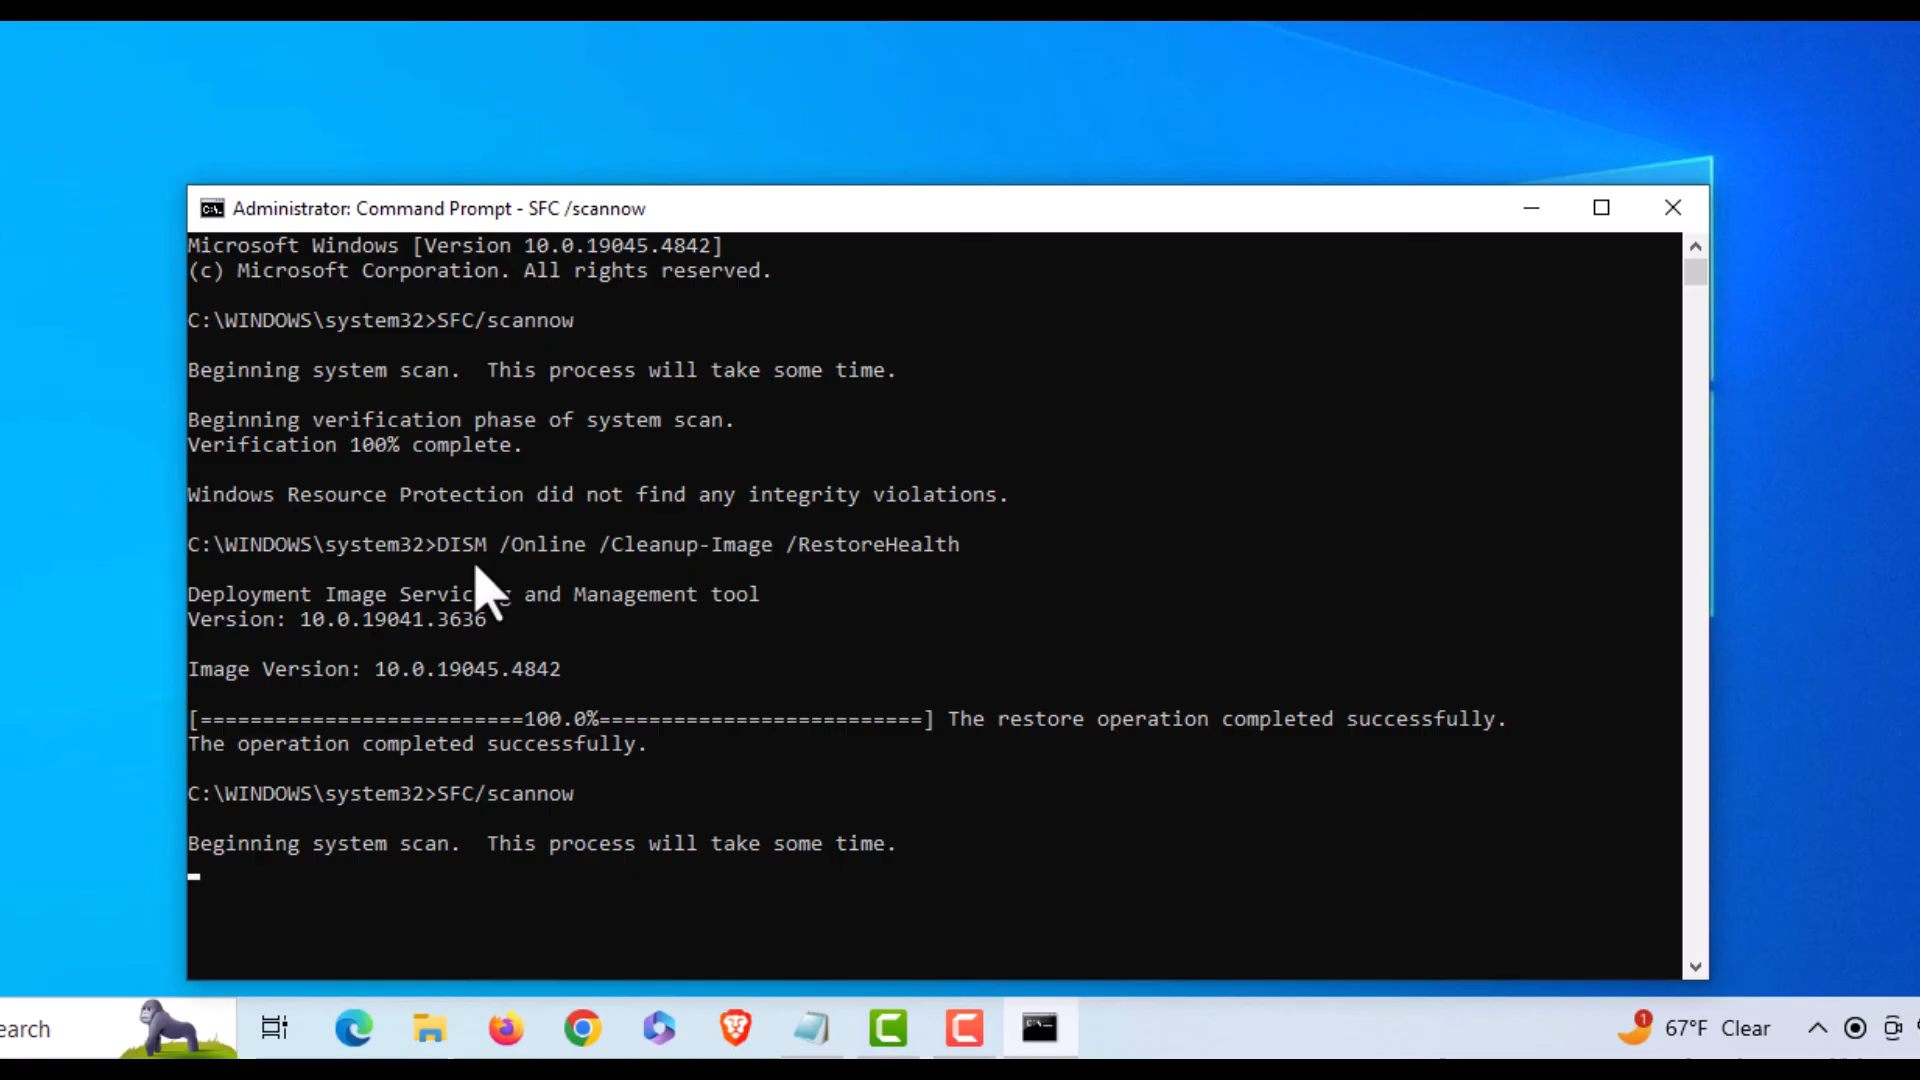 Administrator: Command Prompt - SFC /scannow
Microsoft Windows [Version 10.0.19045.4842]
(c) Microsoft Corporation. All rights reserved.
C:\WINDOWS\system32>SFC/scannow
Beginning system scan.  This process will take some time.
Beginning verification phase of system scan.
Verification 100% complete.
Windows Resource Protection did not find any integrity violations.
C:\WINDOWS\system32>DISM /Online /Cleanup-Image /RestoreHealth
Deployment Image Servicing and Management tool
Version: 10.0.19041.3636
Image Version: 10.0.19045.4842
[==========================100.0%==========================] The restore operation completed successfully.
The operation completed successfully.
C:\WINDOWS\system32>SFC/scannow
Beginning system scan.  This process will take some time.
earch
1
67°F Clear